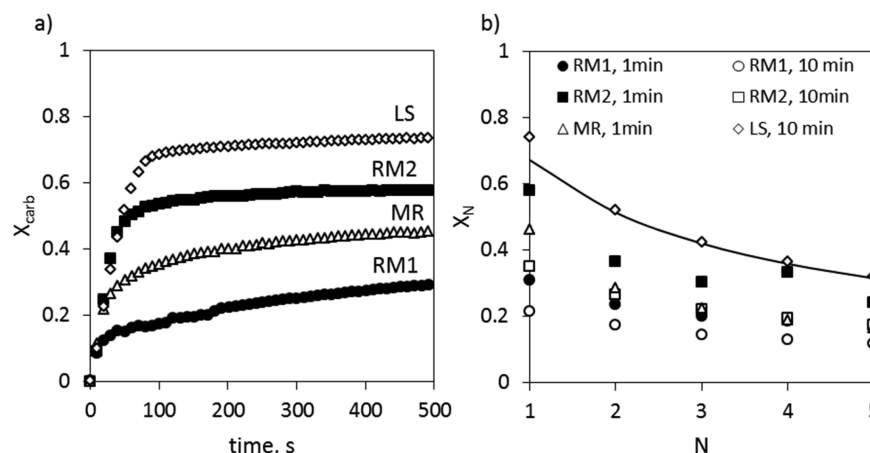 a)
1
0.8
0.6
0.4
0.2
0
X_carb
LS
RM2
MR
RM1
0 100 200 300 400 500
time, s
b)
1
0.8
0.6
0.4
0.2
0
X_N
RM1, 1min RM1, 10 min
RM2, 1min RM2, 10min
MR, 1min LS, 10 min
1 2 3 4 5
N